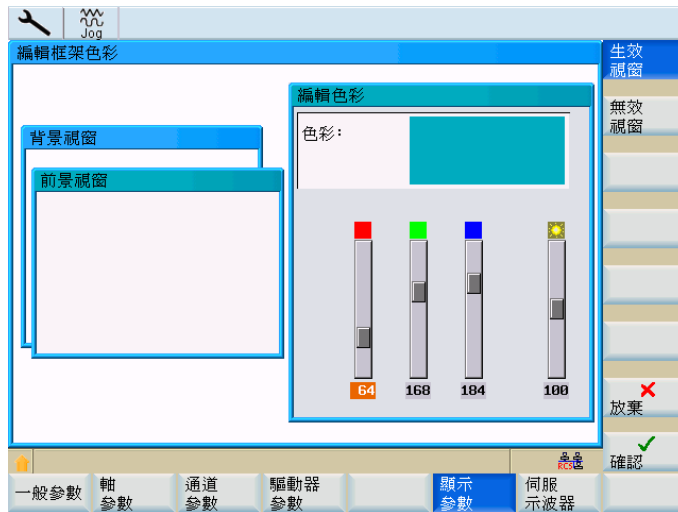 Jog
編輯框架色彩
生效
視窗
無效
視窗
編輯色彩
色彩:
背景視窗
前景視窗
64
168
184
100
放棄
RCS
確認
一般參數
軸
參數
通道
參數
驅動器
參數
顯示
參數
伺服
示波器